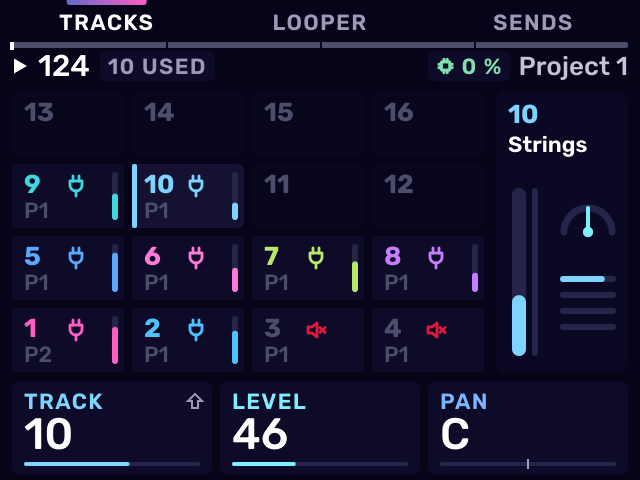 TRACKS LOOPER SENDS
124 10 USED 0 % Project 1
13 14 15 16
10
Strings
9 10 11 12
P1 P1
5 6 7 8
P1 P1 P1 P1
1 2 3 4
P2 P1 P1 P1
TRACK LEVEL PAN
10 46 C